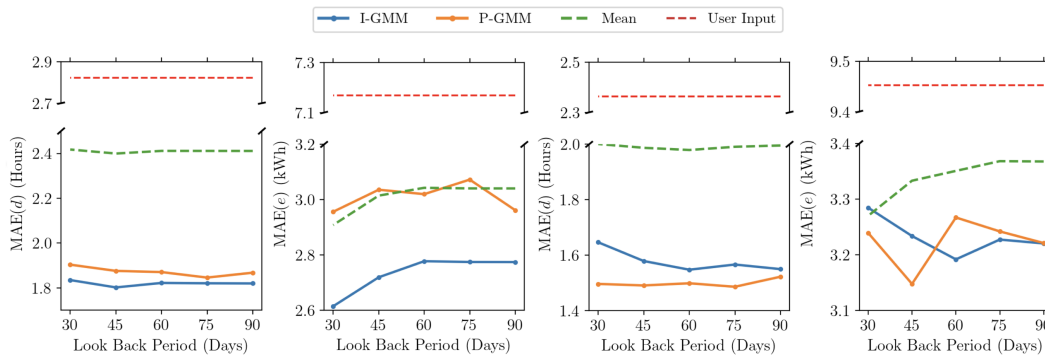 I-GMM P-GMM Mean User Input
MAE(d) (Hours)
2.9
2.7
2.4
2.0
1.8
30 45 60 75 90
Look Back Period (Days)
MAE(e) (kWh)
7.3
7.1
3.2
3.0
2.8
2.6
30 45 60 75 90
Look Back Period (Days)
MAE(d) (Hours)
2.5
2.3
2.0
1.8
1.6
1.4
30 45 60 75 90
Look Back Period (Days)
MAE(e) (kWh)
9.5
9.4
3.4
3.3
3.2
3.1
30 45 60 75 90
Look Back Period (Days)